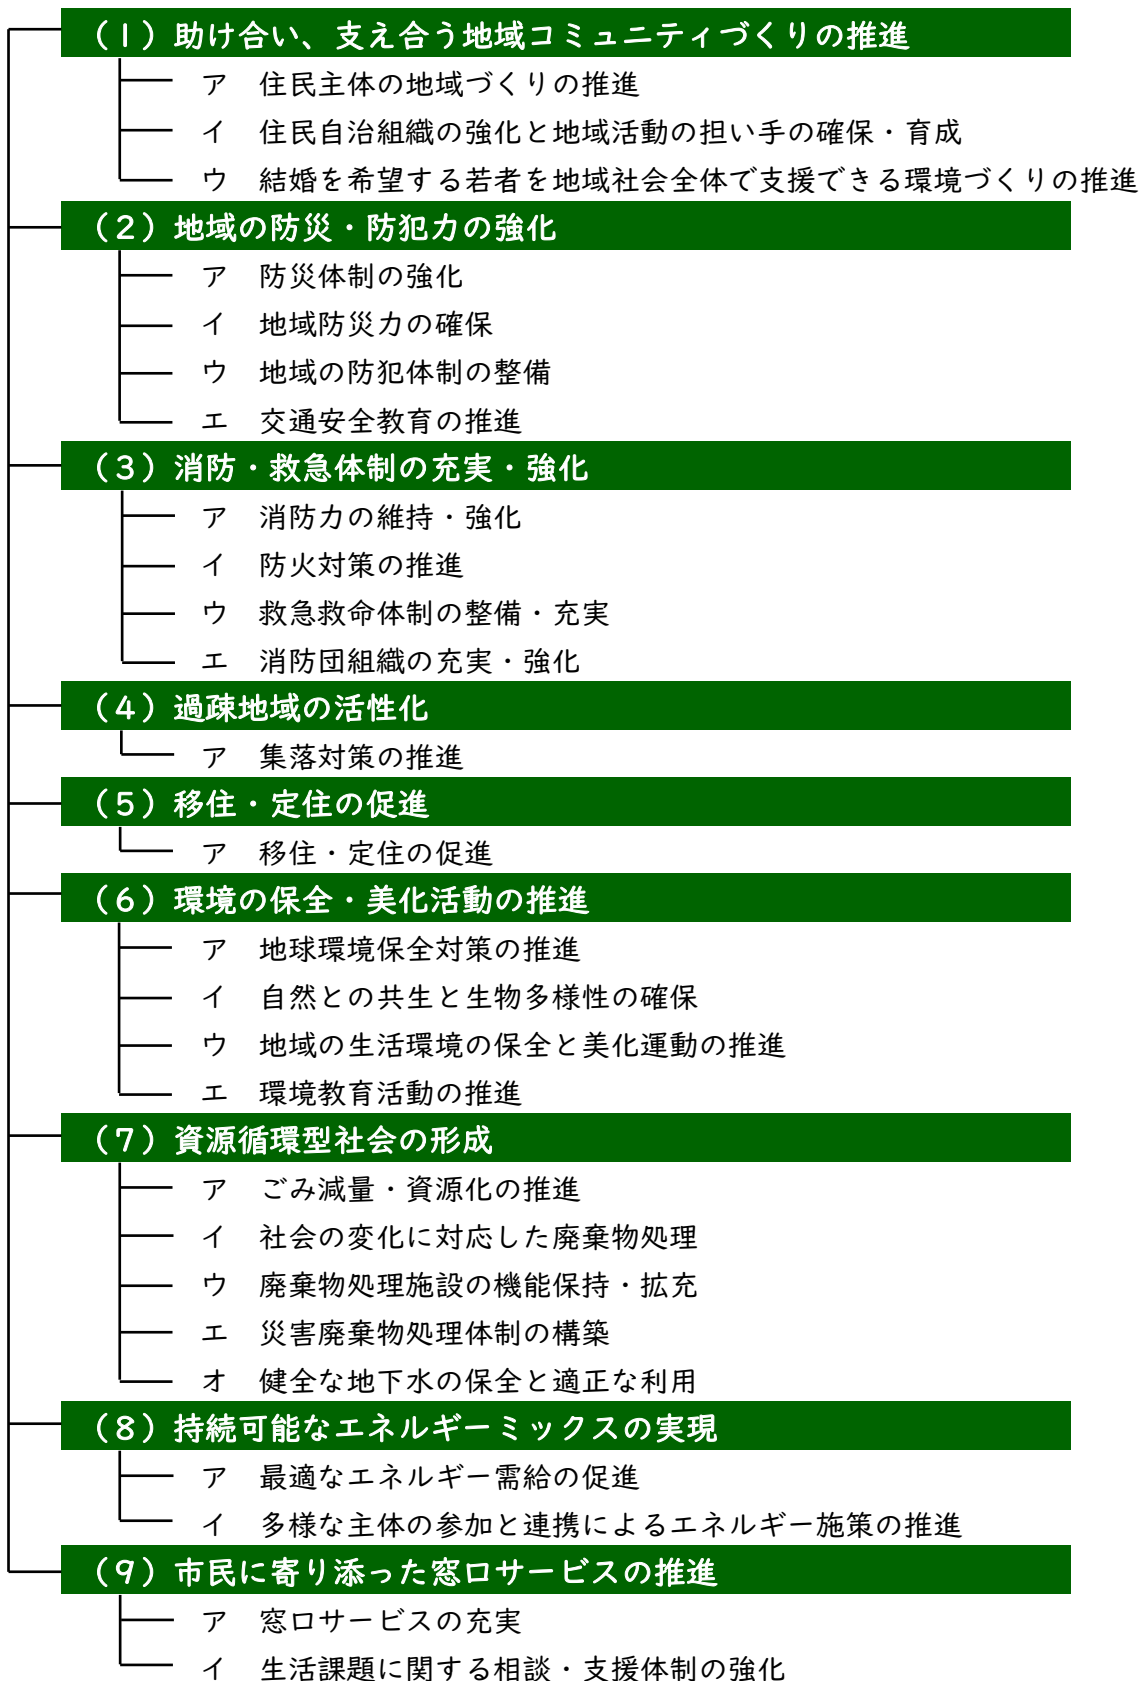 （１）助け合い、支え合う地域コミュニティづくりの推進
ア　住民主体の地域づくりの推進
イ　住民自治組織の強化と地域活動の担い手の確保・育成
ウ　結婚を希望する若者を地域社会全体で支援できる環境づくりの推進
（２）地域の防災・防犯力の強化
ア　防災体制の強化
イ　地域防災力の確保
ウ　地域の防犯体制の整備
エ　交通安全教育の推進
（３）消防・救急体制の充実・強化
ア　消防力の維持・強化
イ　防火対策の推進
ウ　救急救命体制の整備・充実
エ　消防団組織の充実・強化
（４）過疎地域の活性化
ア　集落対策の推進
（５）移住・定住の促進
ア　移住・定住の促進
（６）環境の保全・美化活動の推進
ア　地球環境保全対策の推進
イ　自然との共生と生物多様性の確保
ウ　地域の生活環境の保全と美化運動の推進
エ　環境教育活動の推進
（７）資源循環型社会の形成
ア　ごみ減量・資源化の推進
イ　社会の変化に対応した廃棄物処理
ウ　廃棄物処理施設の機能保持・拡充
エ　災害廃棄物処理体制の構築
オ　健全な地下水の保全と適正な利用
（８）持続可能なエネルギーミックスの実現
ア　最適なエネルギー需給の促進
イ　多様な主体の参加と連携によるエネルギー施策の推進
（９）市民に寄り添った窓口サービスの推進
ア　窓口サービスの充実
イ　生活課題に関する相談・支援体制の強化